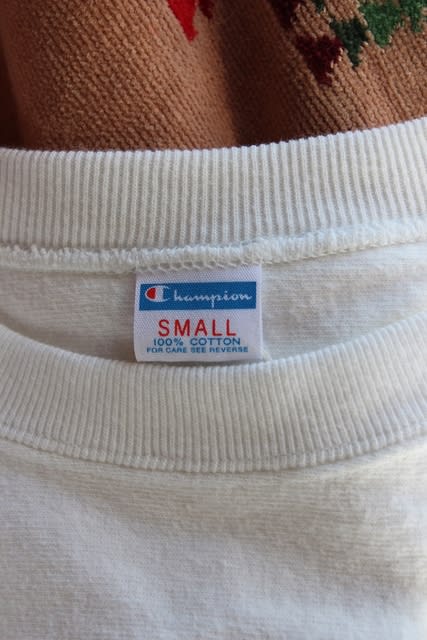 Champion
SMALL
100% COTTON
FOR CARE SEE REVERSE